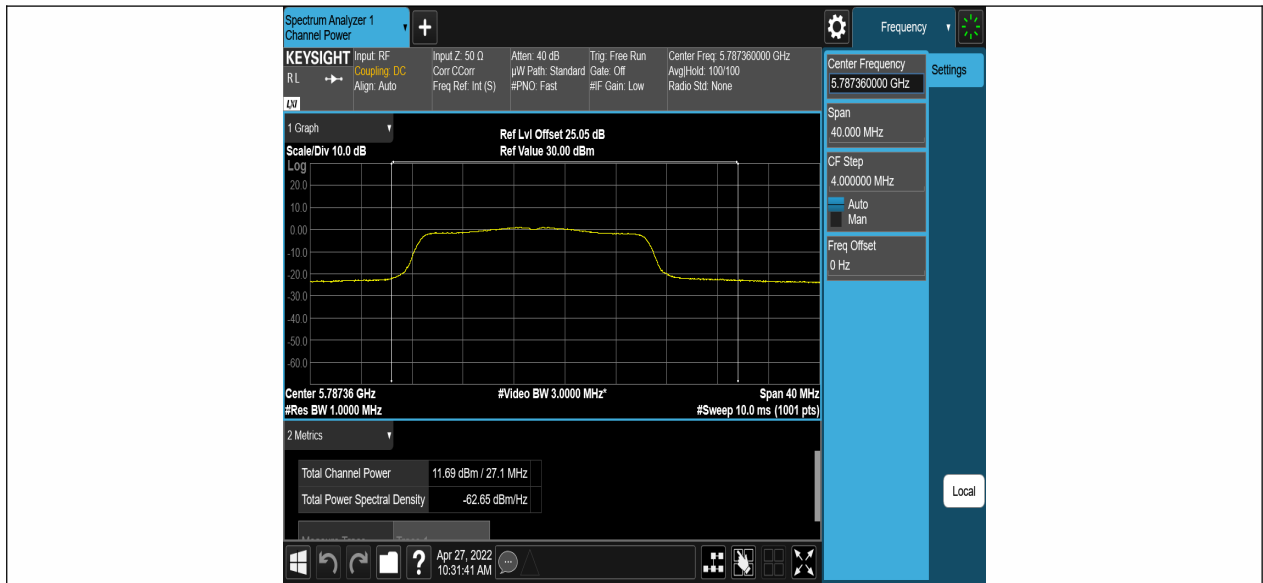 Spectrum Analyzer 1
Channel Power
+
Frequency
KEYSIGHT
RL
LXI
Input: RF
Coupling: DC
Align: Auto
Input Z: 50 Ω
Corr CCorr
Freq Ref: Int (S)
Atten: 40 dB
µW Path: Standard
#PNO: Fast
Trig: Free Run
Gate: Off
#IF Gain: Low
Center Freq: 5.787360000 GHz
Avg|Hold: 100/100
Radio Std: None
Center Frequency
5.787360000 GHz
Settings
Span
40.000 MHz
CF Step
4.000000 MHz
Auto
Man
Freq Offset
0 Hz
Local
1 Graph
Scale/Div 10.0 dB
Ref Lvl Offset 25.05 dB
Ref Value 30.00 dBm
Log
20.0
10.0
0.00
-10.0
-20.0
-30.0
-40.0
-50.0
-60.0
Center 5.78736 GHz
#Video BW 3.0000 MHz*
Span 40 MHz
#Res BW 1.0000 MHz
#Sweep 10.0 ms (1001 pts)
2 Metrics
Total Channel Power 11.69 dBm / 27.1 MHz
Total Power Spectral Density -62.65 dBm/Hz
?
Apr 27, 2022
10:31:41 AM